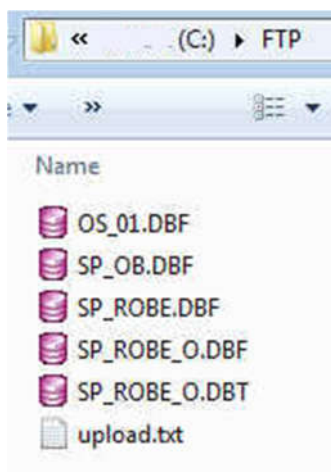 « (C:) ▸ FTP
»
Name
OS_01.DBF
SP_OB.DBF
SP_ROBE.DBF
SP_ROBE_O.DBF
SP_ROBE_O.DBT
upload.txt